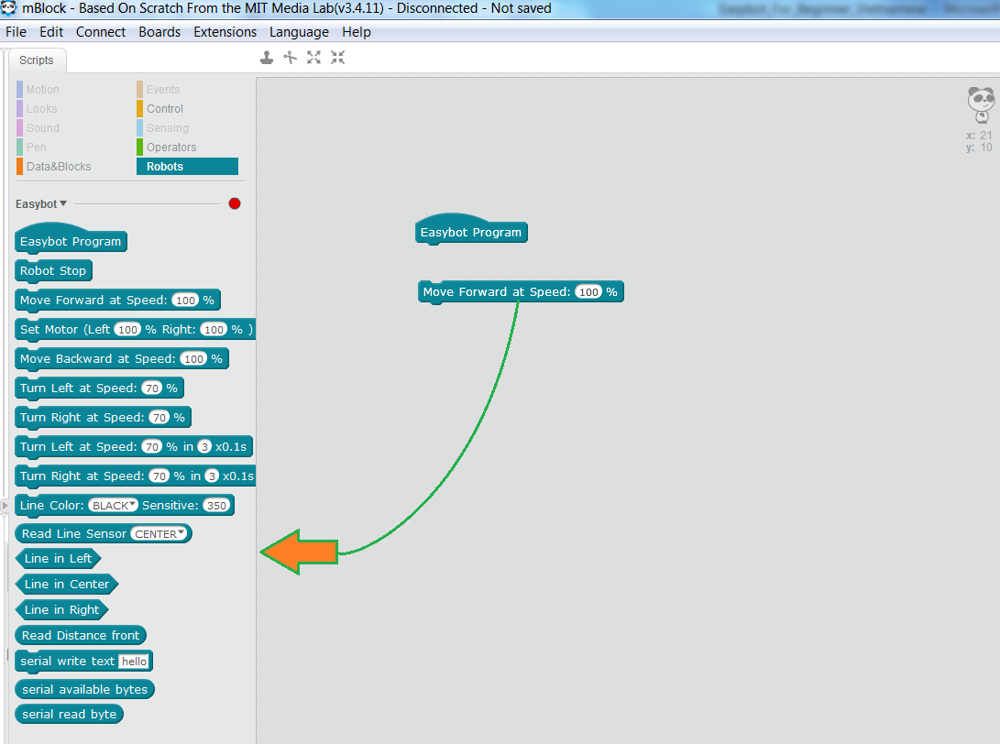 mBlock - Based On Scratch From the MIT Media Lab(v3.4.11) - Disconnected - Not saved
File Edit Connect Boards Extensions Language Help
Scripts
Motion Events
Looks Control
Sound Sensing
Pen Operators
Data&Blocks Robots
Easybot
Easybot Program
Robot Stop
Move Forward at Speed: 100 %
Set Motor (Left 100 % Right: 100 % )
Move Backward at Speed: 100 %
Turn Left at Speed: 70 %
Turn Right at Speed: 70 %
Turn Left at Speed: 70 % in 3 x0.1s
Turn Right at Speed: 70 % in 3 x0.1s
Line Color: BLACK Sensitive: 350
Read Line Sensor CENTER
Line in Left
Line in Center
Line in Right
Read Distance front
serial write text hello
serial available bytes
serial read byte
Easybot Program
Move Forward at Speed: 100 %
x: 21
y: 10